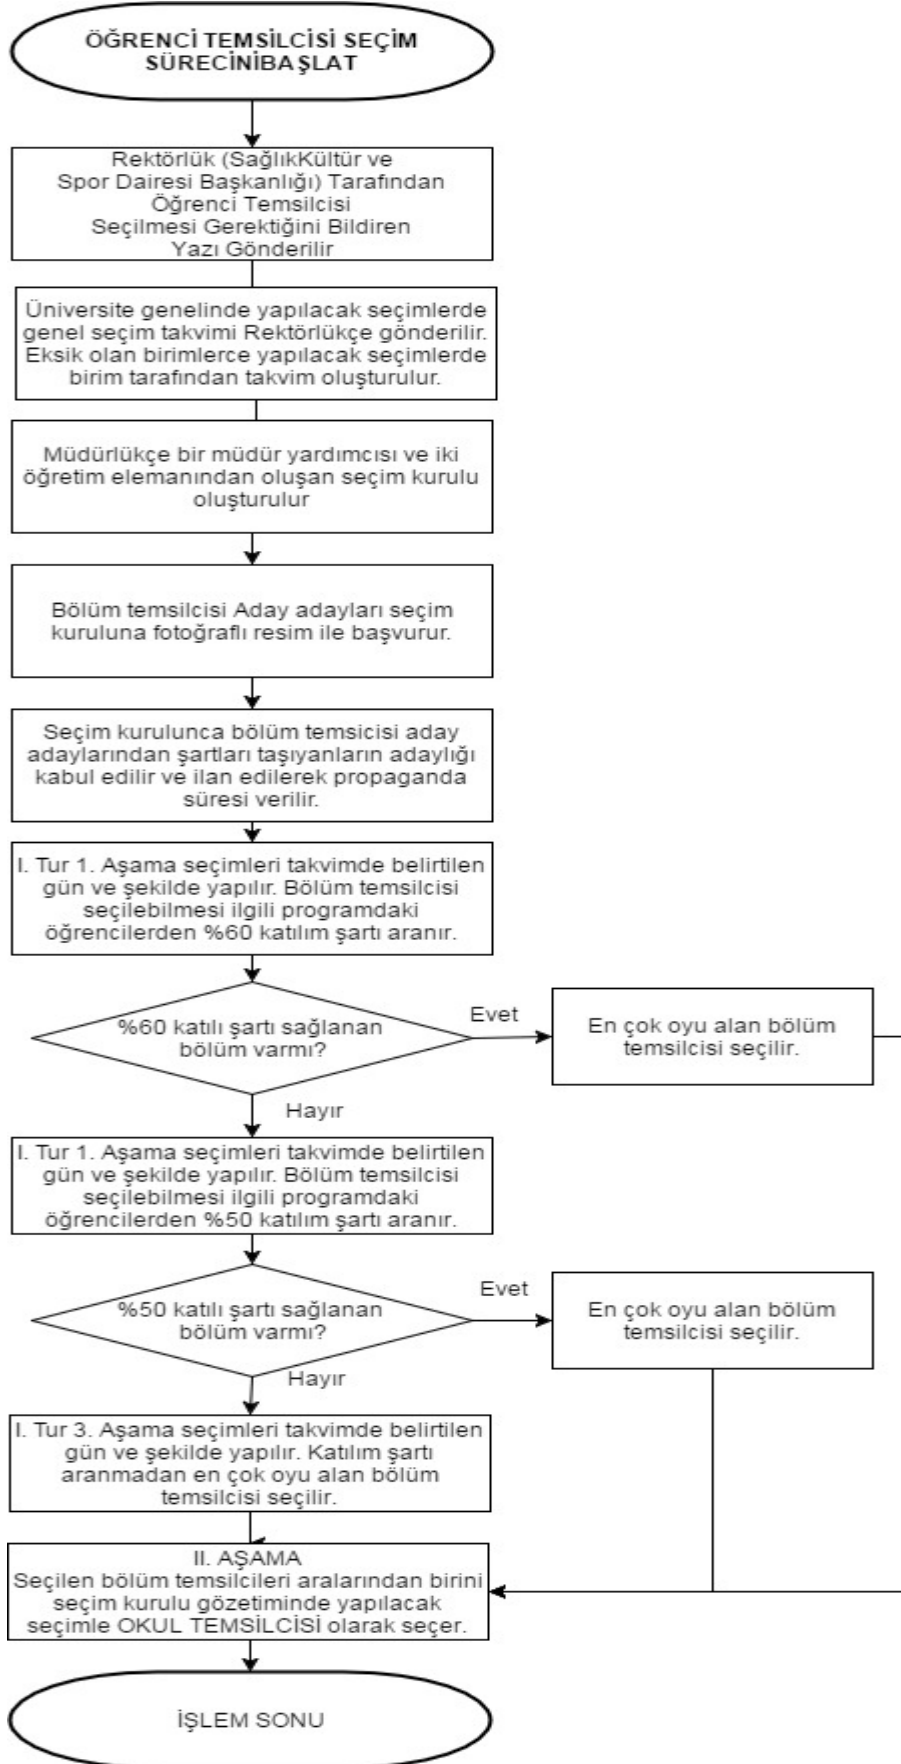 ÖĞRENCİ TEMSİLCİSİ SEÇİM
SÜRECİNİBAŞLAT
Rektörlük (SağlıkKültür ve
Spor Dairesi Başkanlığı) Tarafından
Öğrenci Temsilcisi
Seçilmesi Gerektiğini Bildiren
Yazı Gönderilir
Üniversite genelinde yapılacak seçimlerde
genel seçim takvimi Rektörlükçe gönderilir.
Eksik olan birimlerce yapılacak seçimlerde
birim tarafından takvim oluşturulur.
Müdürlükçe bir müdür yardımcısı ve iki
öğretim elemanından oluşan seçim kurulu
oluşturulur
Bölüm temsilcisi Aday adayları seçim
kuruluna fotoğraflı resim ile başvurur.
Seçim kurulunca bölüm temsicisi aday
adaylarından şartları taşıyanların adaylığı
kabul edilir ve ilan edilerek propaganda
süresi verilir.
I. Tur 1. Aşama seçimleri takvimde belirtilen
gün ve şekilde yapılır. Bölüm temsilcisi
seçilebilmesi ilgili programdaki
öğrencilerden %60 katılım şartı aranır.
%60 katılı şartı sağlanan
bölüm varmı?
Evet
En çok oyu alan bölüm
temsilcisi seçilir.
Hayır
I. Tur 1. Aşama seçimleri takvimde belirtilen
gün ve şekilde yapılır. Bölüm temsilcisi
seçilebilmesi ilgili programdaki
öğrencilerden %50 katılım şartı aranır.
%50 katılı şartı sağlanan
bölüm varmı?
Evet
En çok oyu alan bölüm
temsilcisi seçilir.
Hayır
I. Tur 3. Aşama seçimleri takvimde belirtilen
gün ve şekilde yapılır. Katılım şartı
aranmadan en çok oyu alan bölüm
temsilcisi seçilir.
II. AŞAMA
Seçilen bölüm temsilcileri aralarından birini
seçim kurulu gözetiminde yapılacak
seçimle OKUL TEMSİLCİSİ olarak seçer.
İŞLEM SONU